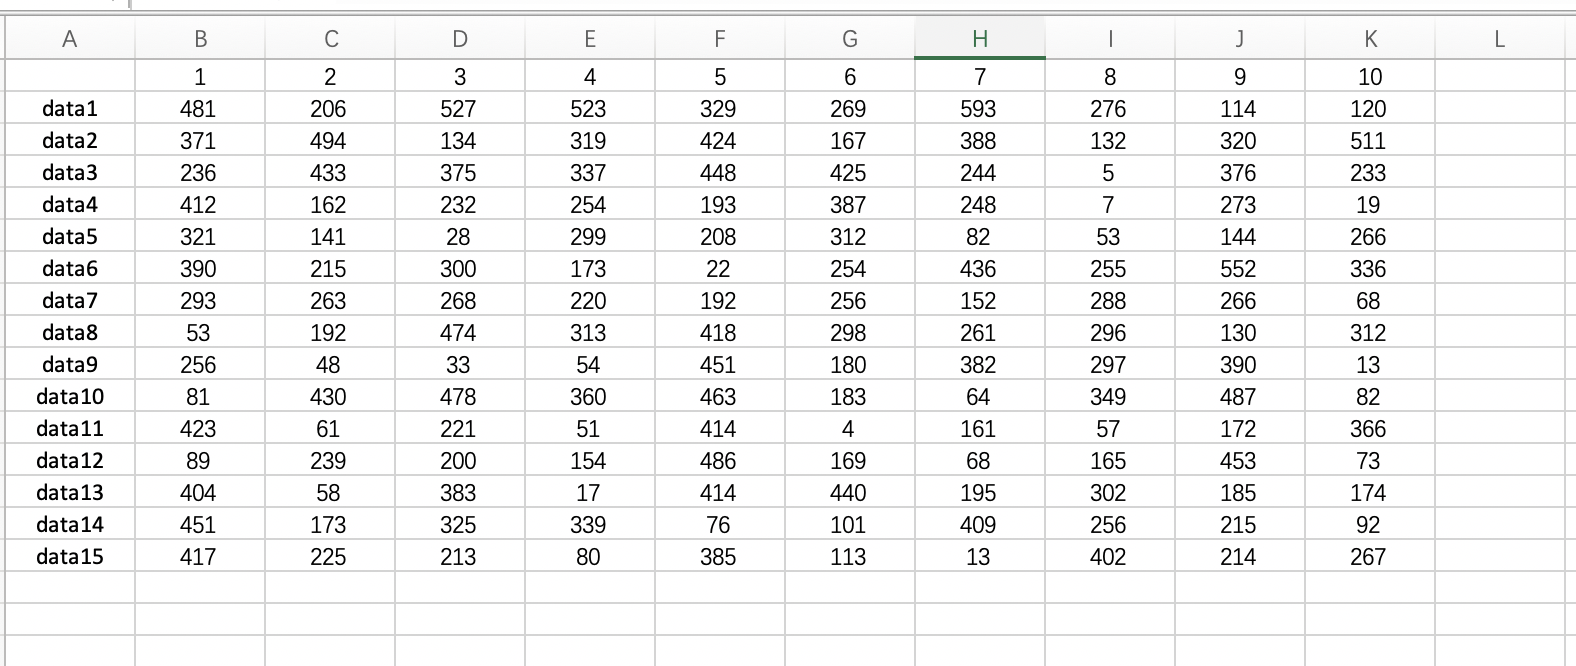 A B C D E F G H I J K L
1 2 3 4 5 6 7 8 9 10
data1 481 206 527 523 329 269 593 276 114 120
data2 371 494 134 319 424 167 388 132 320 511
data3 236 433 375 337 448 425 244 5 376 233
data4 412 162 232 254 193 387 248 7 273 19
data5 321 141 28 299 208 312 82 53 144 266
data6 390 215 300 173 22 254 436 255 552 336
data7 293 263 268 220 192 256 152 288 266 68
data8 53 192 474 313 418 298 261 296 130 312
data9 256 48 33 54 451 180 382 297 390 13
data10 81 430 478 360 463 183 64 349 487 82
data11 423 61 221 51 414 4 161 57 172 366
data12 89 239 200 154 486 169 68 165 453 73
data13 404 58 383 17 414 440 195 302 185 174
data14 451 173 325 339 76 101 409 256 215 92
data15 417 225 213 80 385 113 13 402 214 267